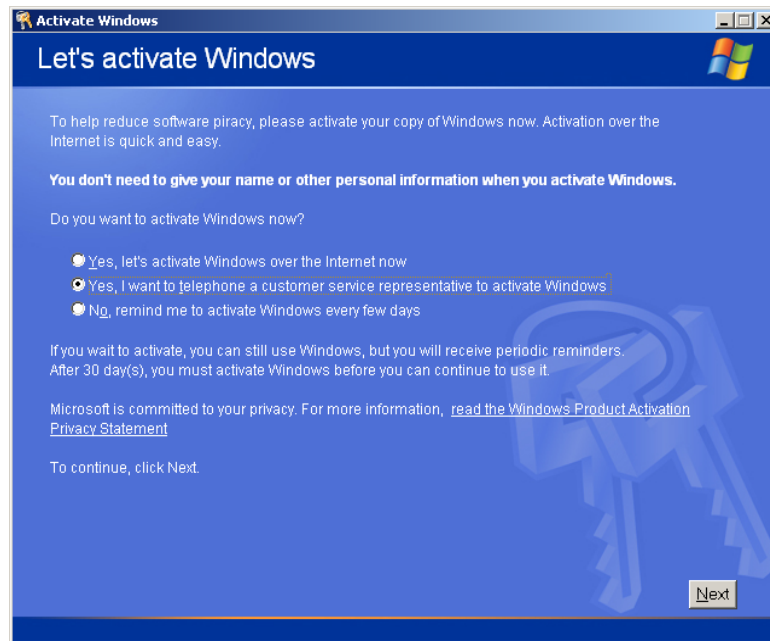 Activate Windows
Let's activate Windows
To help reduce software piracy, please activate your copy of Windows now. Activation over the
Internet is quick and easy.
You don't need to give your name or other personal information when you activate Windows.
Do you want to activate Windows now?
Yes, let's activate Windows over the Internet now
Yes, I want to telephone a customer service representative to activate Windows
No, remind me to activate Windows every few days
If you wait to activate, you can still use Windows, but you will receive periodic reminders.
After 30 day(s), you must activate Windows before you can continue to use it.
Microsoft is committed to your privacy. For more information, read the Windows Product Activation
Privacy Statement
To continue, click Next.
Next